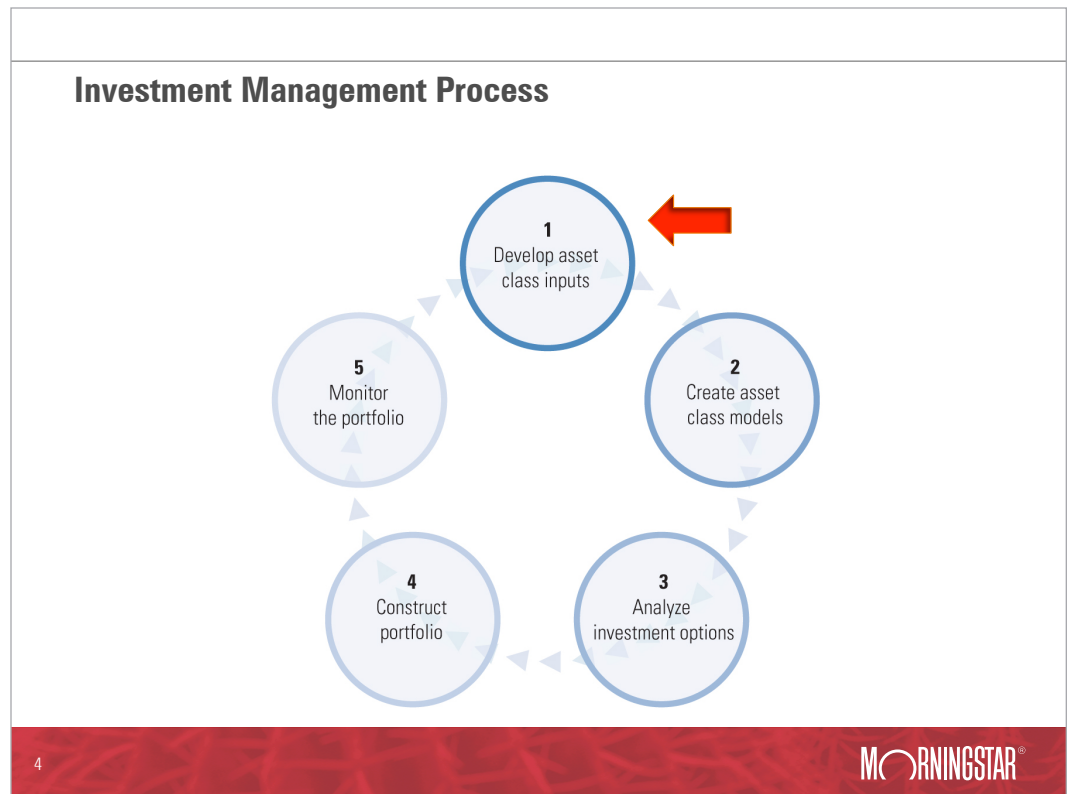 Investment Management Process
1
Develop asset
class inputs
2
Create asset
class models
3
Analyze
investment options
4
Construct
portfolio
5
Monitor
the portfolio
4
MORNINGSTAR®